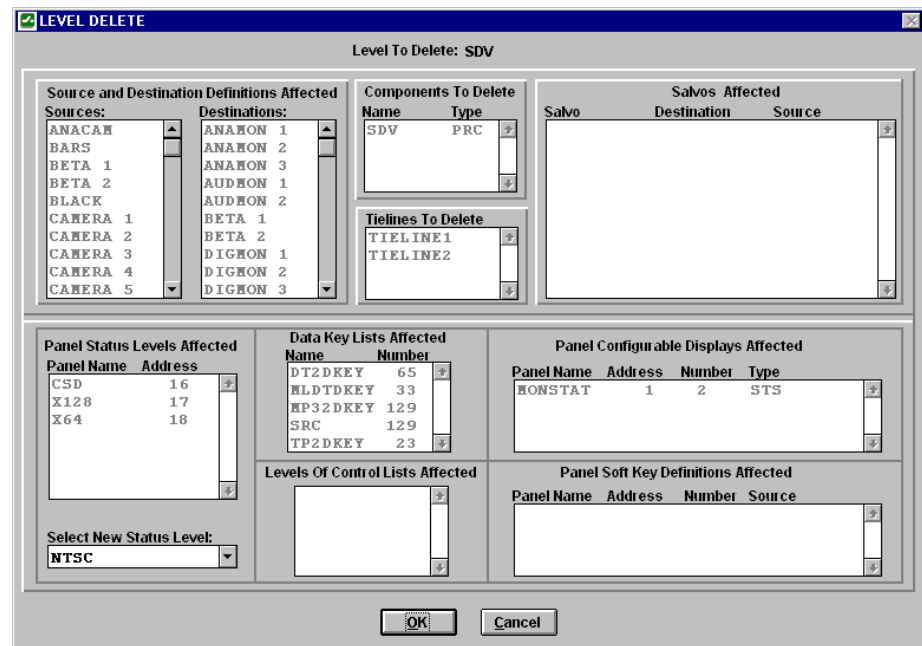 LEVEL DELETE
Level To Delete: SDV
Source and Destination Definitions Affected
Sources:
ANACAM
BARS
BETA 1
BETA 2
BLACK
CAMERA 1
CAMERA 2
CAMERA 3
CAMERA 4
CAMERA 5
Destinations:
ANAMON 1
ANAMON 2
ANAMON 3
AUDMON 1
AUDMON 2
BETA 1
BETA 2
DIGMON 1
DIGMON 2
DIGMON 3
Components To Delete
Name Type
SDV PRC
Tielines To Delete
TIELINE1
TIELINE2
Salvos Affected
Salvo Destination Source
Panel Status Levels Affected
Panel Name Address
CSD 16
X128 17
X64 18
Select New Status Level:
NTSC
Data Key Lists Affected
Name Number
DT2DKEY 65
MLDTDKEY 33
MP32DKEY 129
SRC 129
TP2DKEY 23
Levels Of Control Lists Affected
Panel Configurable Displays Affected
Panel Name Address Number Type
MONSTAT 1 2 STS
Panel Soft Key Definitions Affected
Panel Name Address Number Source
OK Cancel